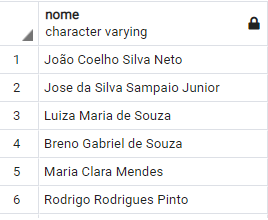 nome
character varying
1 João Coelho Silva Neto
2 Jose da Silva Sampaio Junior
3 Luiza Maria de Souza
4 Breno Gabriel de Souza
5 Maria Clara Mendes
6 Rodrigo Rodrigues Pinto